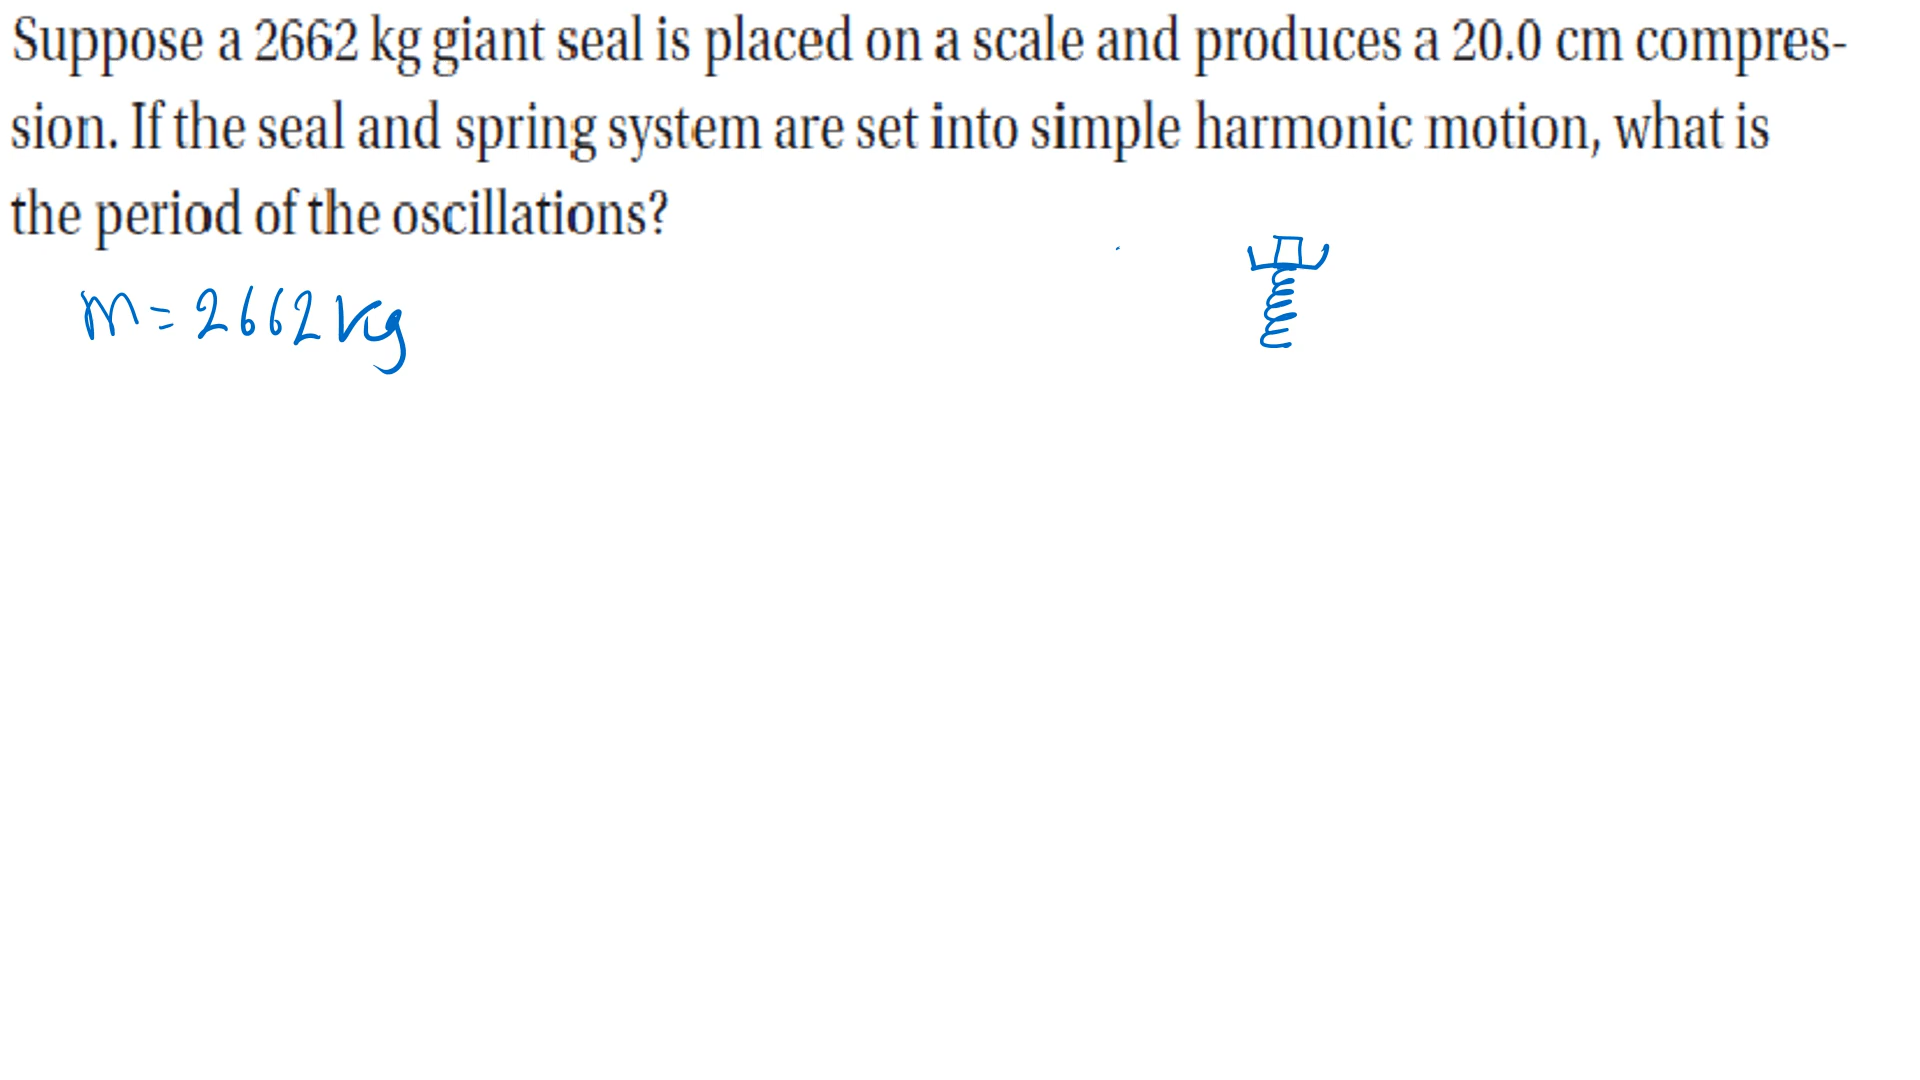 Suppose a 2662 kg giant seal is placed on a scale and produces a 20.0 cm compres-
sion. If the seal and spring system are set into simple harmonic motion, what is
the period of the oscillations?
m = 2662 kg